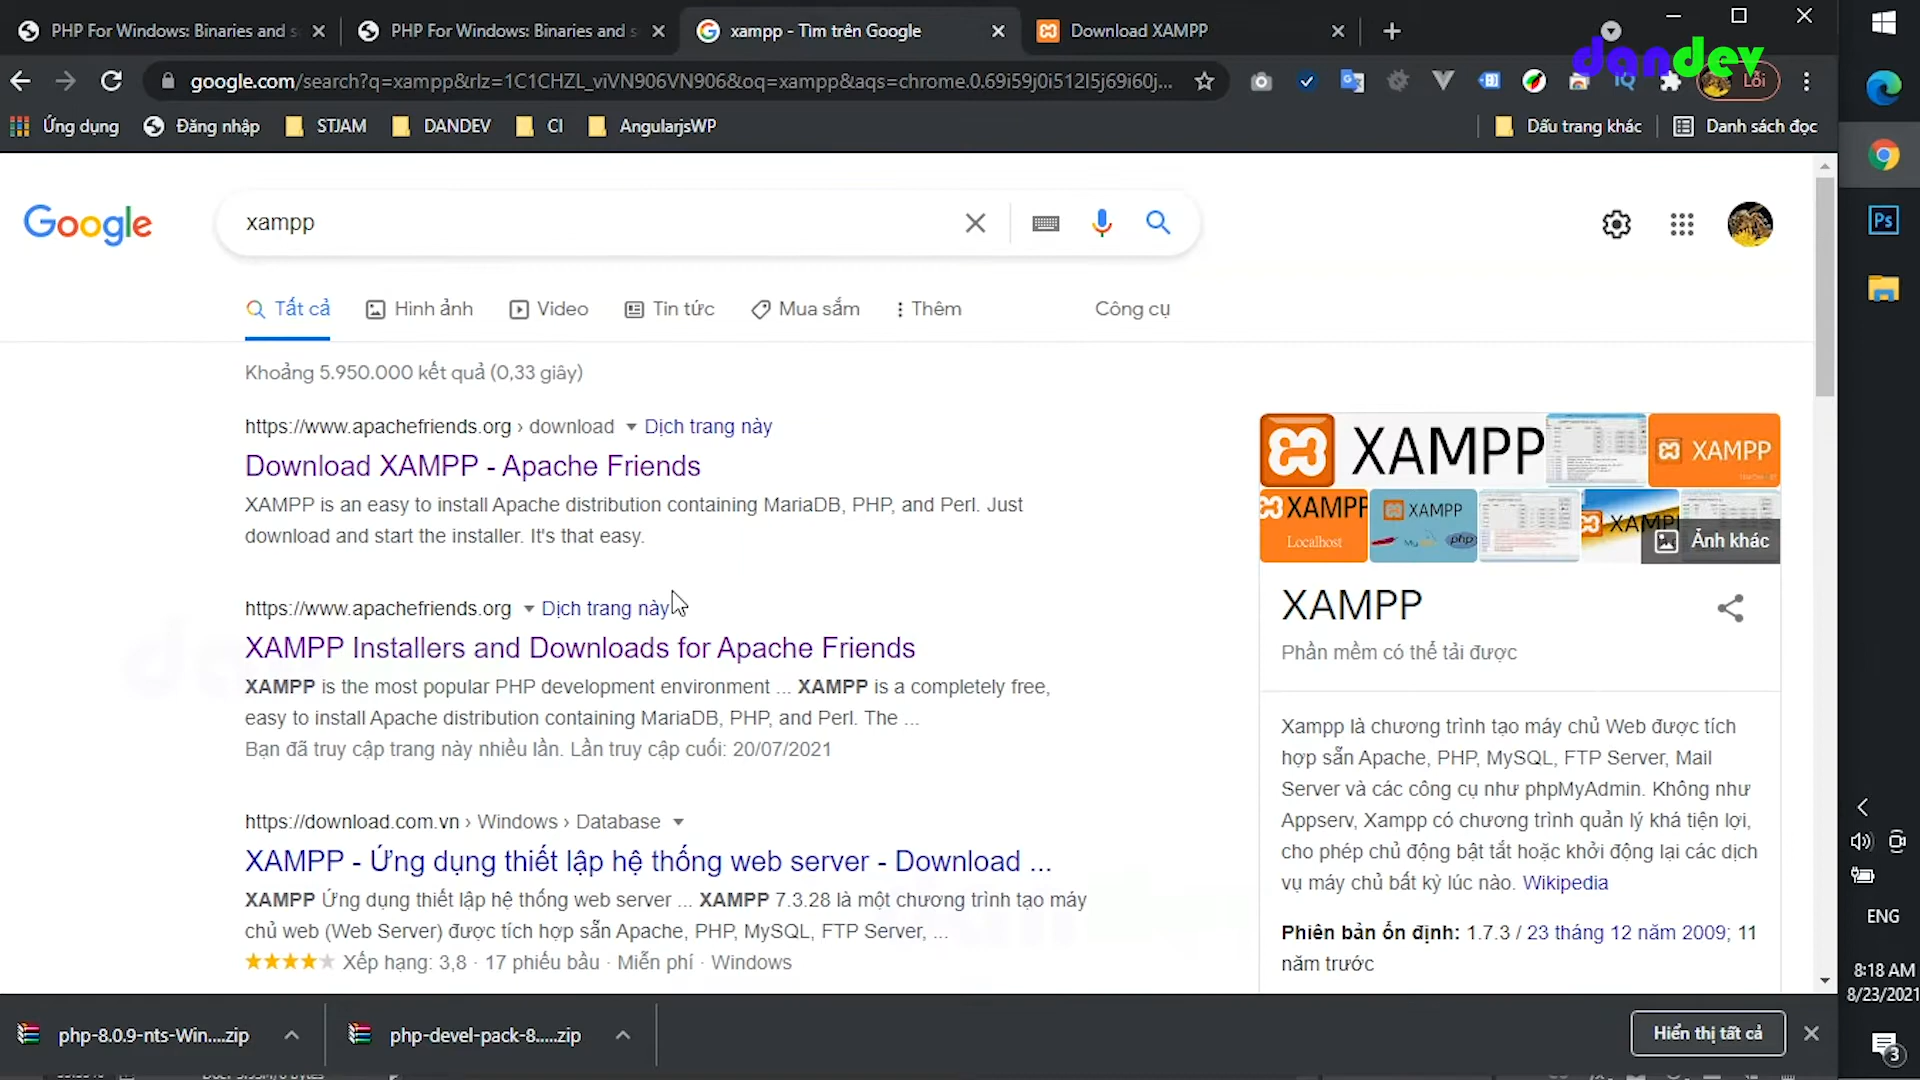 PHP For Windows: Binaries and s
PHP For Windows: Binaries and s
xampp - Tìm trên Google
Download XAMPP
dandev
google.com/search?q=xampp&rlz=1C1CHZL_viVN906VN906&oq=xampp&aqs=chrome.0.69i59j0i512l5j69i60j...
Lỗi
Ứng dụng
Đăng nhập
STJAM
DANDEV
CI
AngularjsWP
Dấu trang khác
Danh sách đọc
Ps
Google
xampp
Tất cả
Hình ảnh
Video
Tin tức
Mua sắm
Thêm
Công cụ
Khoảng 5.950.000 kết quả (0,33 giây)
https://www.apachefriends.org › download
Dịch trang này
Download XAMPP - Apache Friends
XAMPP is an easy to install Apache distribution containing MariaDB, PHP, and Perl. Just
download and start the installer. It's that easy.
https://www.apachefriends.org
Dịch trang này
XAMPP Installers and Downloads for Apache Friends
XAMPP is the most popular PHP development environment ... XAMPP is a completely free,
easy to install Apache distribution containing MariaDB, PHP, and Perl. The ...
Bạn đã truy cập trang này nhiều lần. Lần truy cập cuối: 20/07/2021
https://download.com.vn › Windows › Database
XAMPP - Ứng dụng thiết lập hệ thống web server - Download ...
XAMPP Ứng dụng thiết lập hệ thống web server ... XAMPP 7.3.28 là một chương trình tạo máy
chủ web (Web Server) được tích hợp sẵn Apache, PHP, MySQL, FTP Server, ...
Xếp hạng: 3,8 · 17 phiếu bầu · Miễn phí · Windows
XAMPP
XAMPP
XAMPP
Localhost
XAMPP
php
Ảnh khác
XAMPP
Phần mềm có thể tải được
Xampp là chương trình tạo máy chủ Web được tích
hợp sẵn Apache, PHP, MySQL, FTP Server, Mail
Server và các công cụ như phpMyAdmin. Không như
Appserv, Xampp có chương trình quản lý khá tiện lợi,
cho phép chủ động bật tắt hoặc khởi động lại các dịch
vụ máy chủ bất kỳ lúc nào. Wikipedia
Phiên bản ổn định: 1.7.3 / 23 tháng 12 năm 2009; 11
năm trước
ENG
8:18 AM
8/23/2021
3
php-8.0.9-nts-Win....zip
php-devel-pack-8.....zip
Hiển thị tất cả